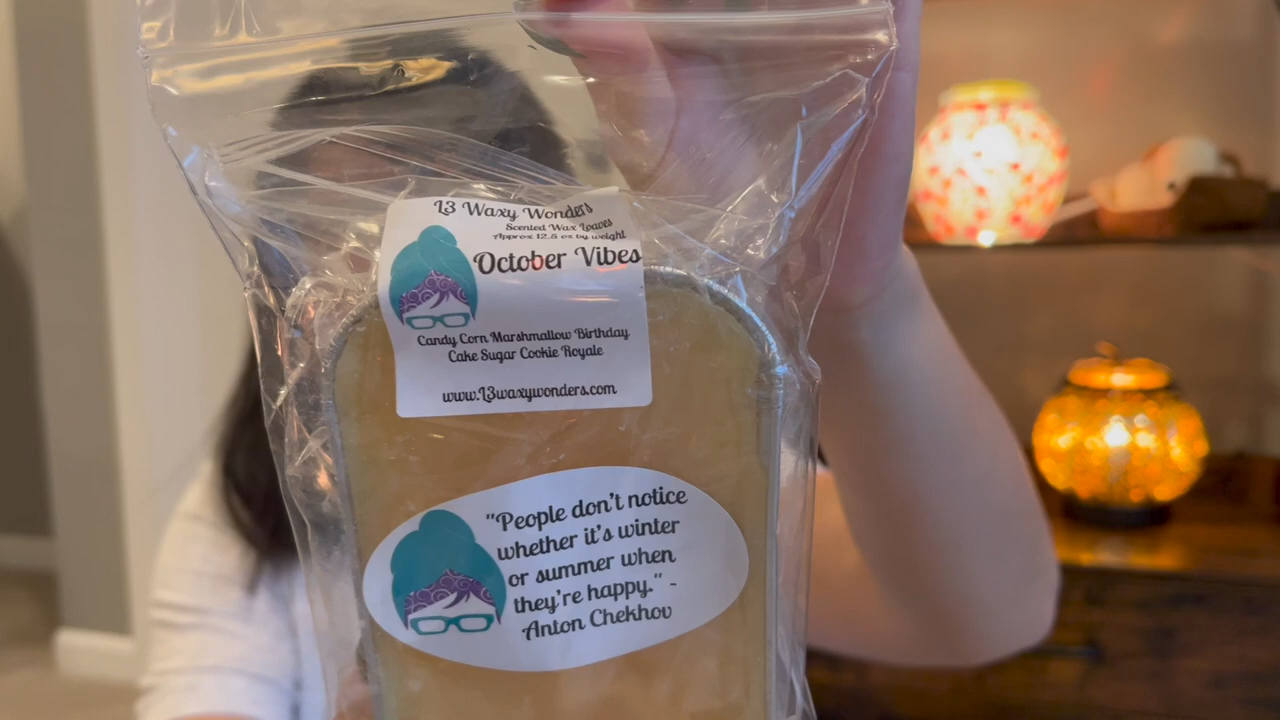 L3 Waxy Wonders
Scented Wax Loaves
Approx 12.5 oz by weight
October Vibes
Candy Corn Marshmallow Birthday
Cake Sugar Cookie Royale
www.L3waxywonders.com
"People don't notice
whether it's winter
or summer when
they're happy." -
Anton Chekhov